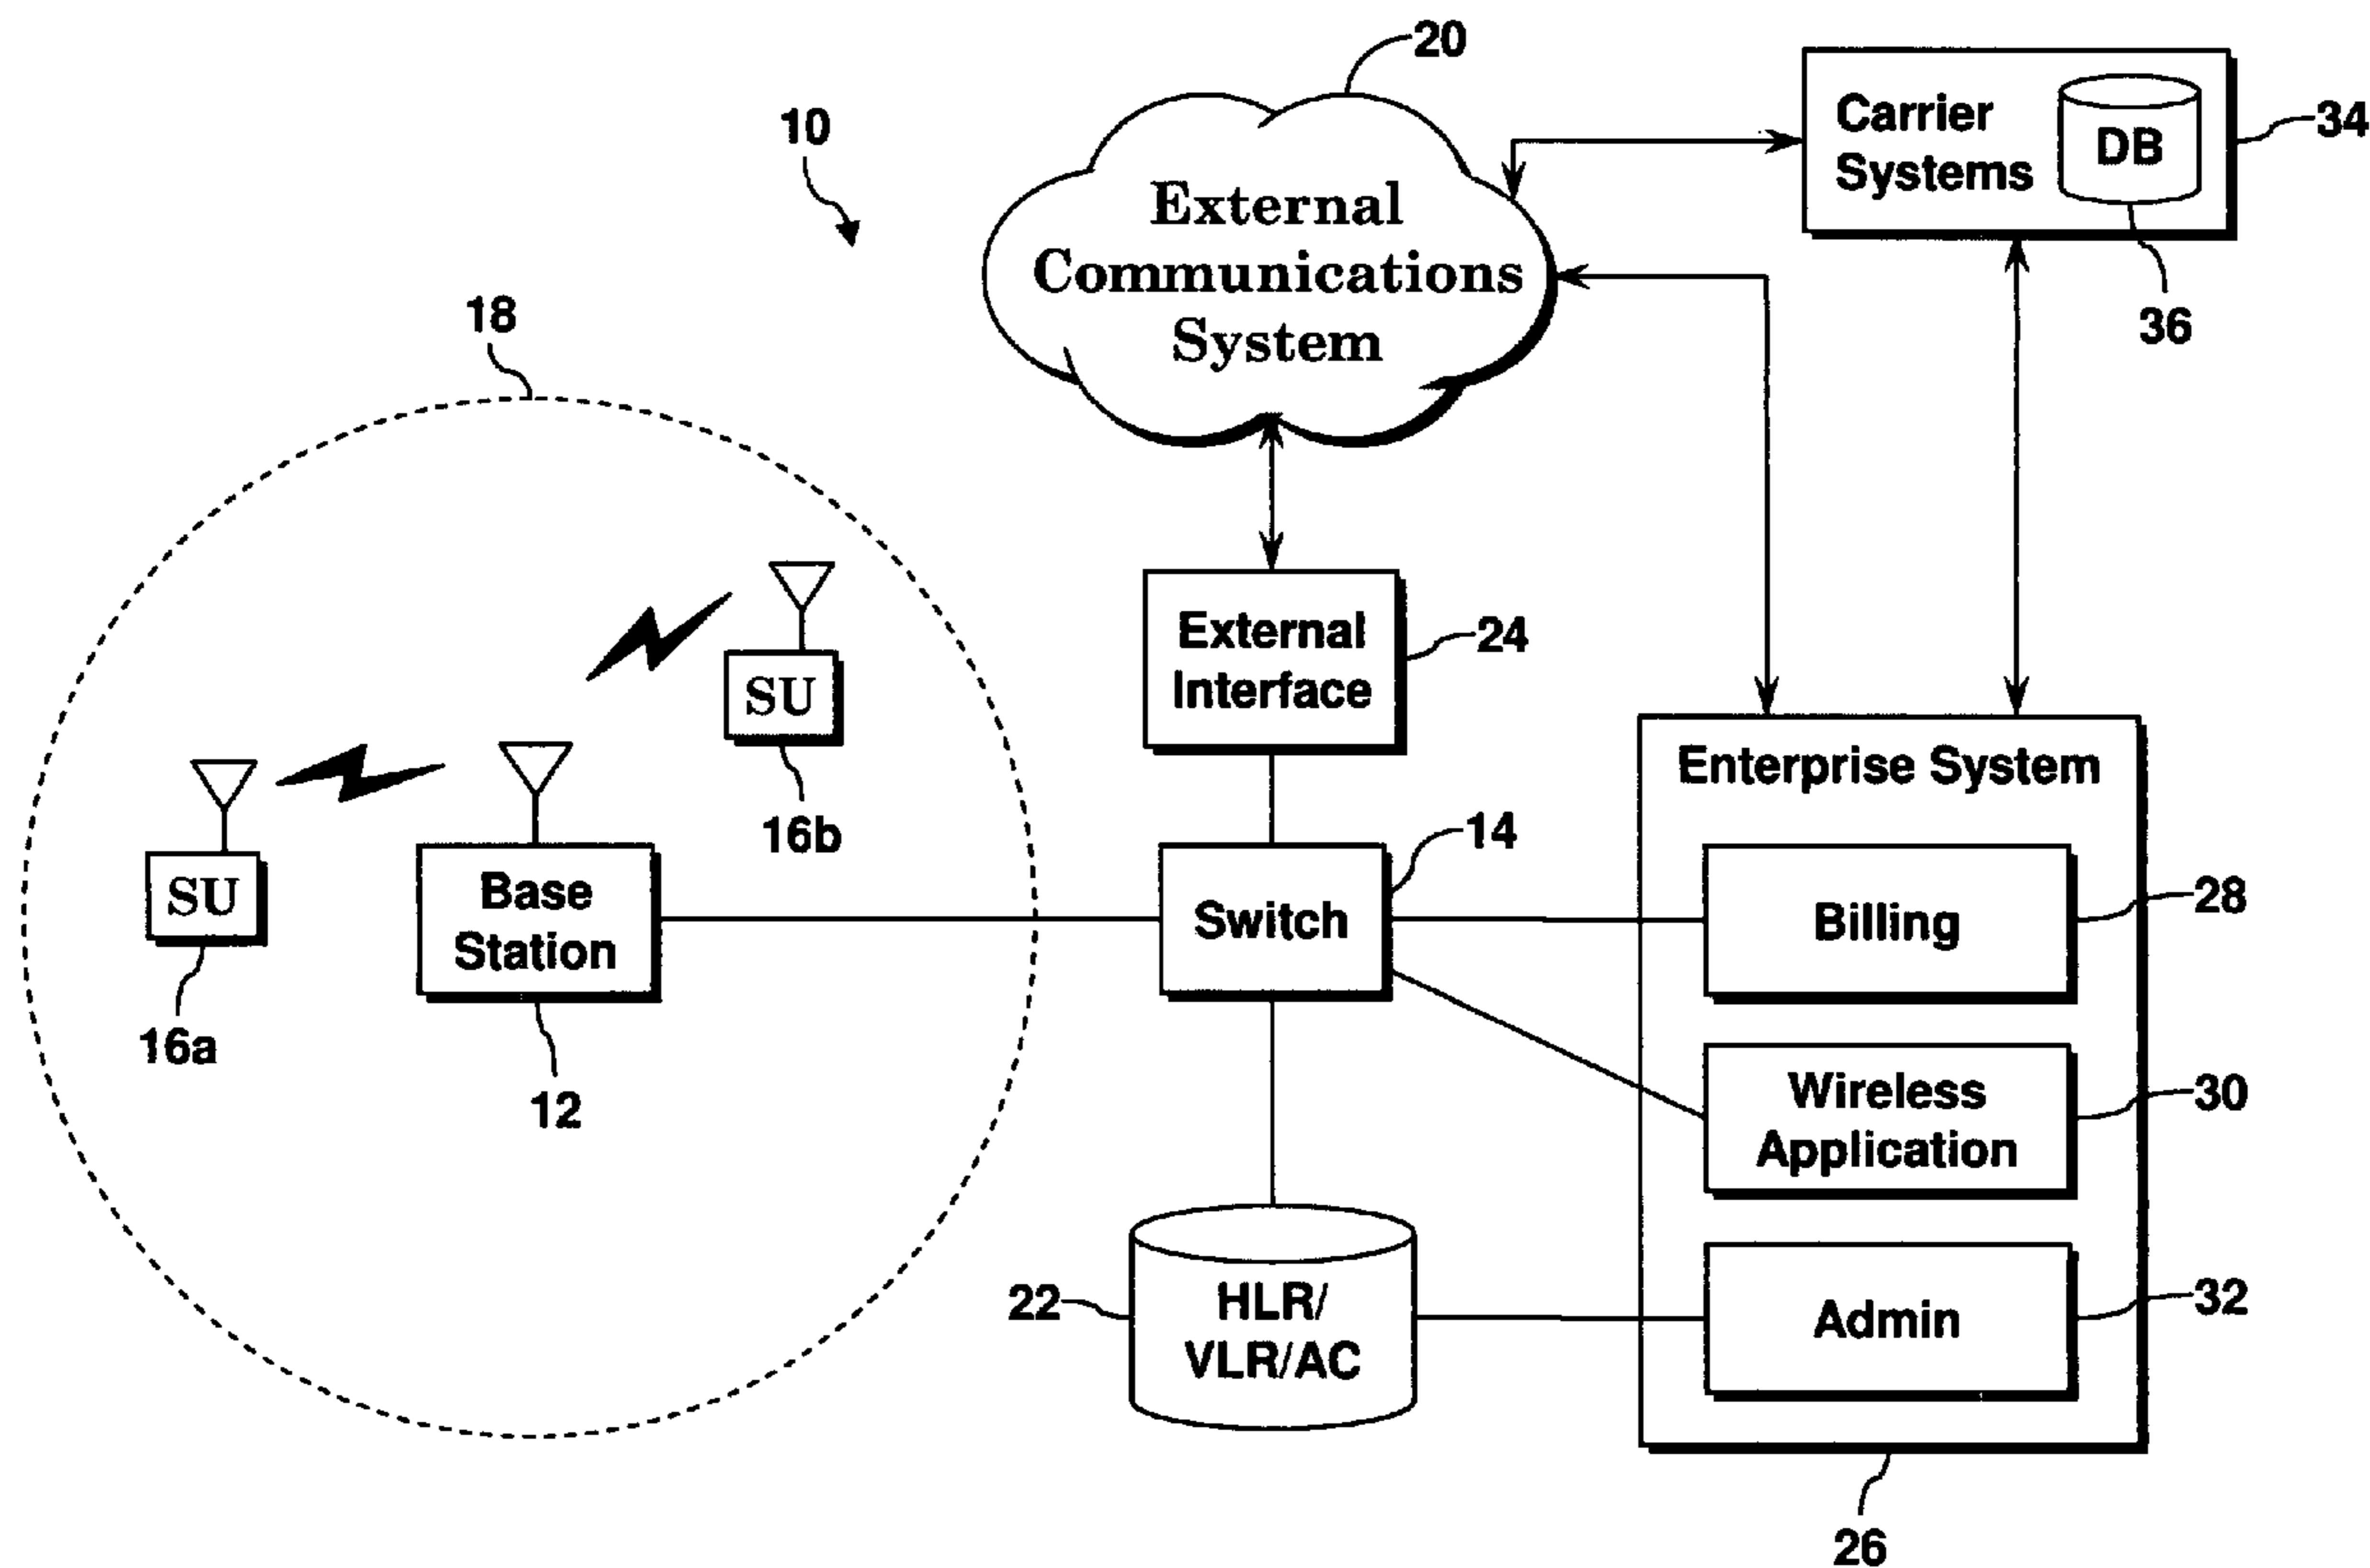 20
Carrier
Systems
DB
34
10
External
Communications
System
36
18
External
Interface
24
SU
16b
Enterprise System
14
SU
16a
Base
Station
12
Switch
Billing
28
Wireless
Application
30
22
HLR/
VLR/AC
Admin
32
26